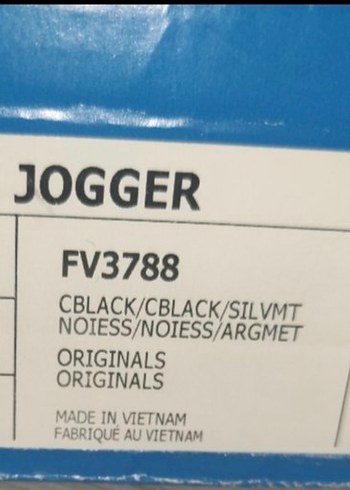 JOGGER
FV3788
CBLACK/CBLACK/SILVMT
NOIESS/NOIESS/ARGMET
ORIGINALS
ORIGINALS
MADE IN VIETNAM
FABRIQUÉ AU VIETNAM